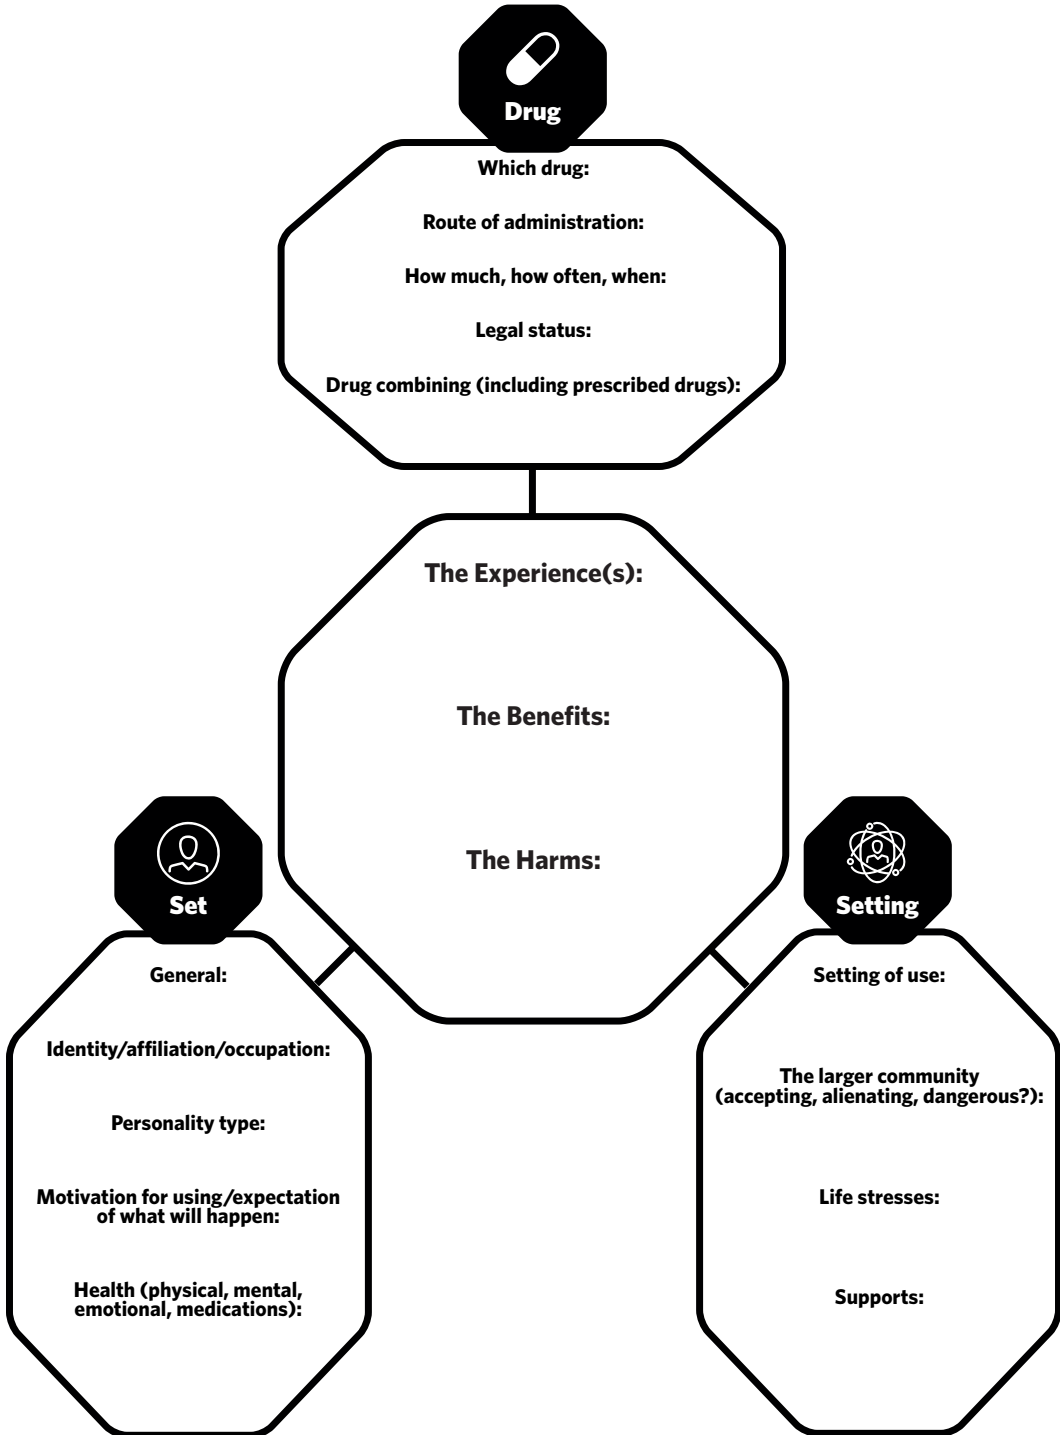 Drug
Which drug:
Route of administration:
How much, how often, when:
Legal status:
Drug combining (including prescribed drugs):
The Experience(s):
The Benefits:
The Harms:
Set
General:
Identity/affiliation/occupation:
Personality type:
Motivation for using/expectation
of what will happen:
Health (physical, mental,
emotional, medications):
Setting
Setting of use:
The larger community
(accepting, alienating, dangerous?):
Life stresses:
Supports: